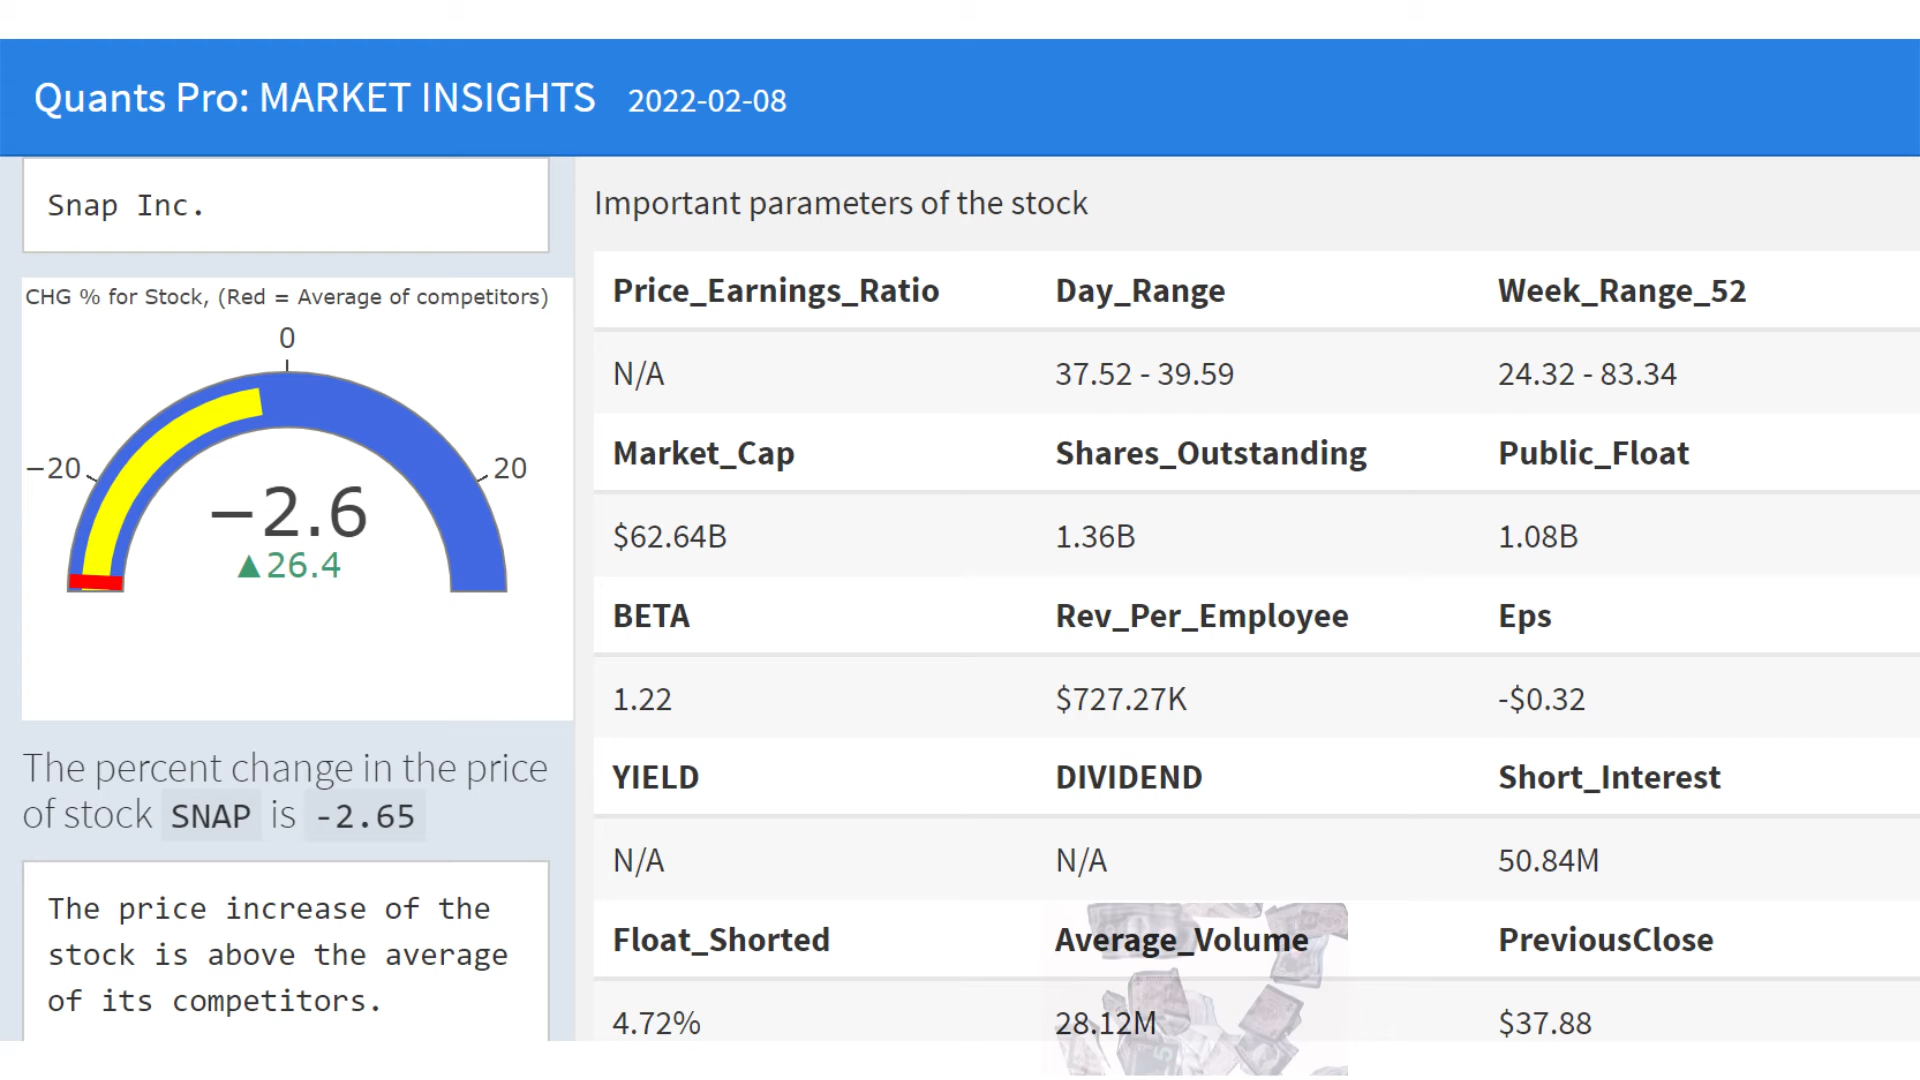 Quants Pro: MARKET INSIGHTS 2022-02-08
Snap Inc.
CHG % for Stock, (Red = Average of competitors)
0
−20
20
−2.6
▲26.4
The percent change in the price
of stock SNAP is -2.65
The price increase of the
stock is above the average
of its competitors.
Important parameters of the stock
Price_Earnings_Ratio Day_Range Week_Range_52
N/A 37.52 - 39.59 24.32 - 83.34
Market_Cap Shares_Outstanding Public_Float
$62.64B 1.36B 1.08B
BETA Rev_Per_Employee Eps
1.22 $727.27K -$0.32
YIELD DIVIDEND Short_Interest
N/A N/A 50.84M
Float_Shorted Average_Volume PreviousClose
4.72% 28.12M $37.88